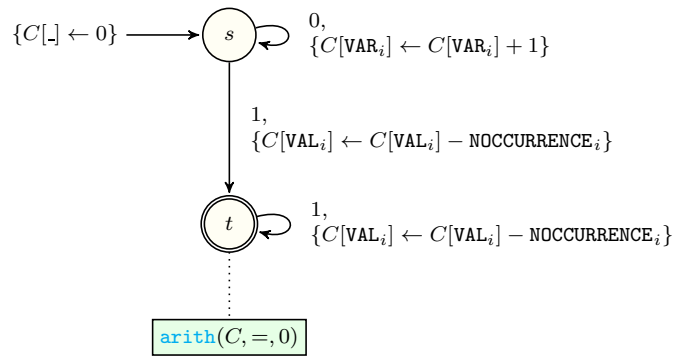 {C[_] ← 0}
s
0,
{C[VAR_i] ← C[VAR_i] + 1}
1,
{C[VAL_i] ← C[VAL_i] − NOCCURRENCE_i}
t
1,
{C[VAL_i] ← C[VAL_i] − NOCCURRENCE_i}
arith(C, =, 0)